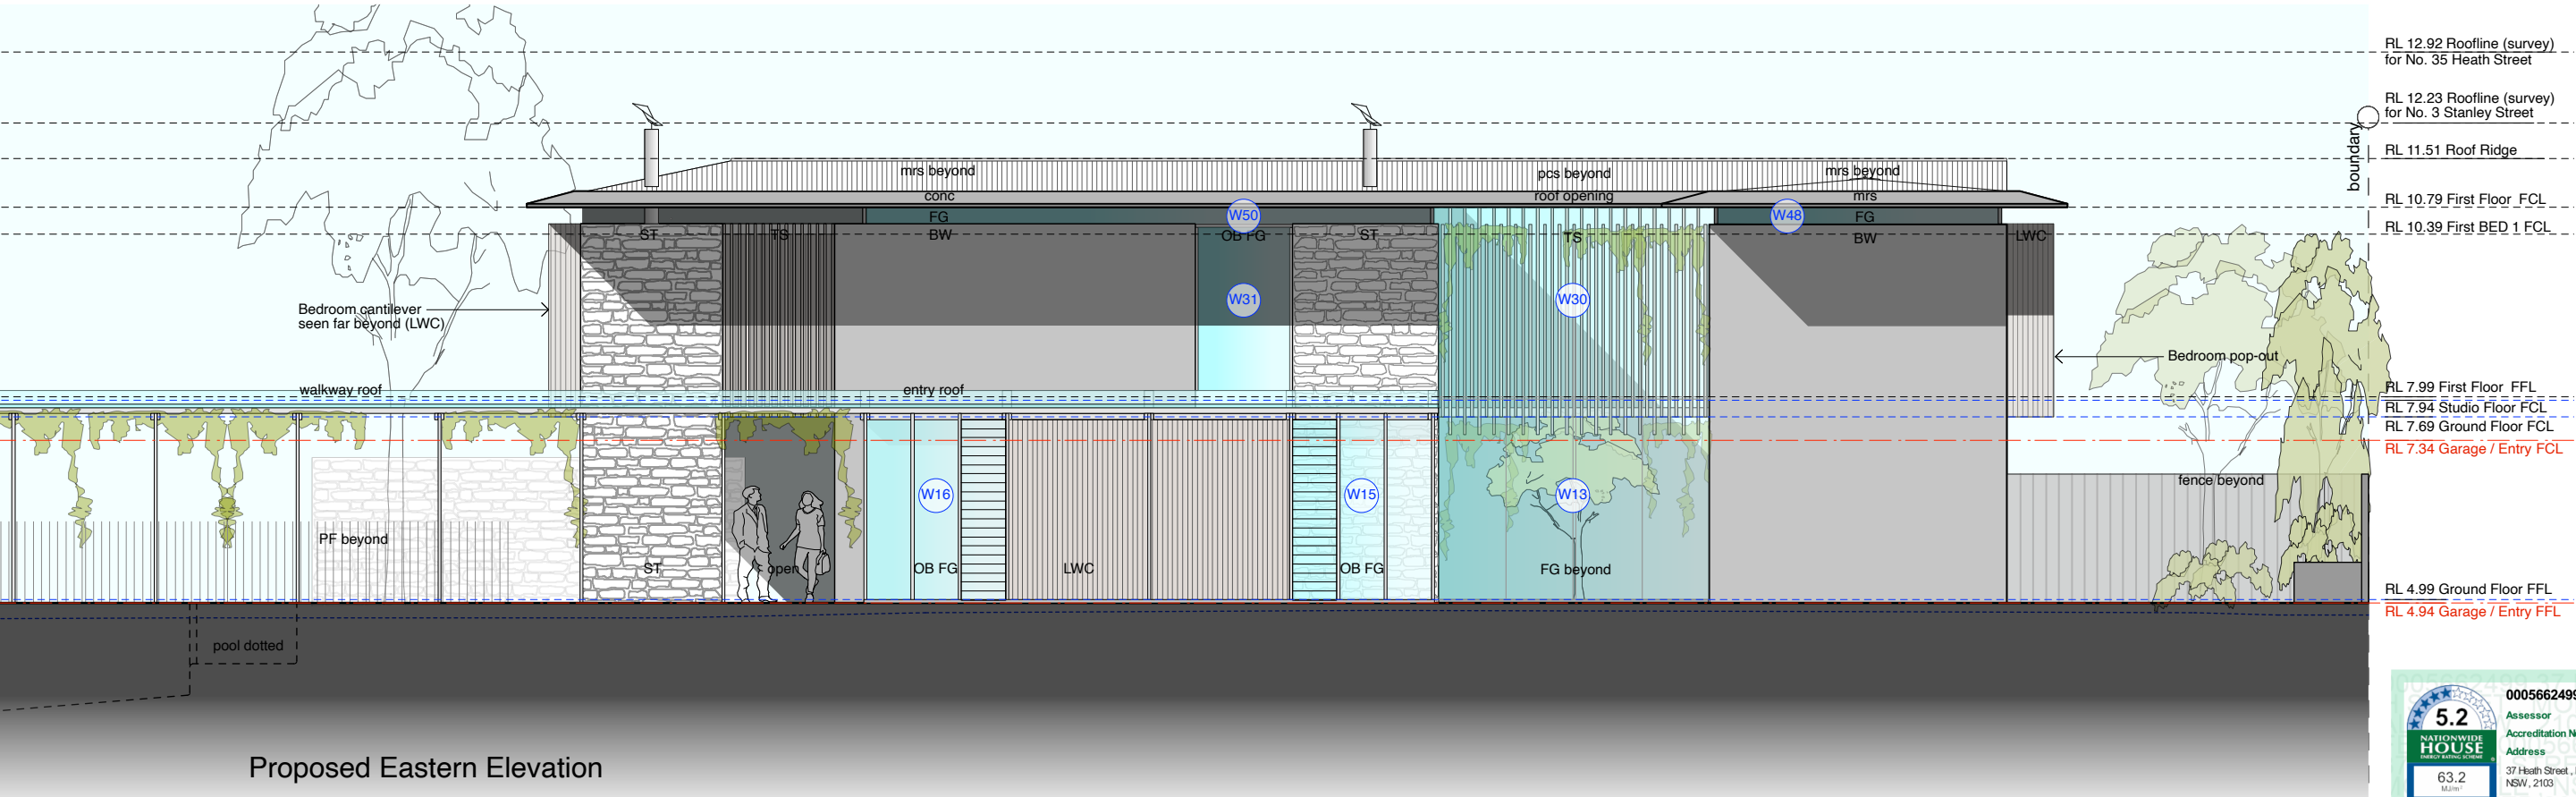 RL 12.92 Roofline (survey)
for No. 35 Heath Street
RL 12.23 Roofline (survey)
for No. 3 Stanley Street
boundary
RL 11.51 Roof Ridge
mrs beyond
pcs beyond
mrs beyond
conc
roof opening
mrs
RL 10.79 First Floor FCL
FG
W50
W48
FG
RL 10.39 First BED 1 FCL
ST
TS
BW
OB FG
ST
TS
BW
LWC
W31
W30
Bedroom cantilever
seen far beyond (LWC)
Bedroom pop-out
walkway roof
entry roof
RL 7.99 First Floor FFL
RL 7.94 Studio Floor FCL
RL 7.69 Ground Floor FCL
RL 7.34 Garage / Entry FCL
fence beyond
W16
W15
W13
PF beyond
ST
open
OB FG
LWC
OB FG
FG beyond
RL 4.99 Ground Floor FFL
RL 4.94 Garage / Entry FFL
pool dotted
Proposed Eastern Elevation
5.2
NATIONWIDE
HOUSE
ENERGY RATING SCHEME
63.2
MJ/m²
0005662499
Assessor
Accreditation N
Address
37 Heath Street ,
NSW , 2103